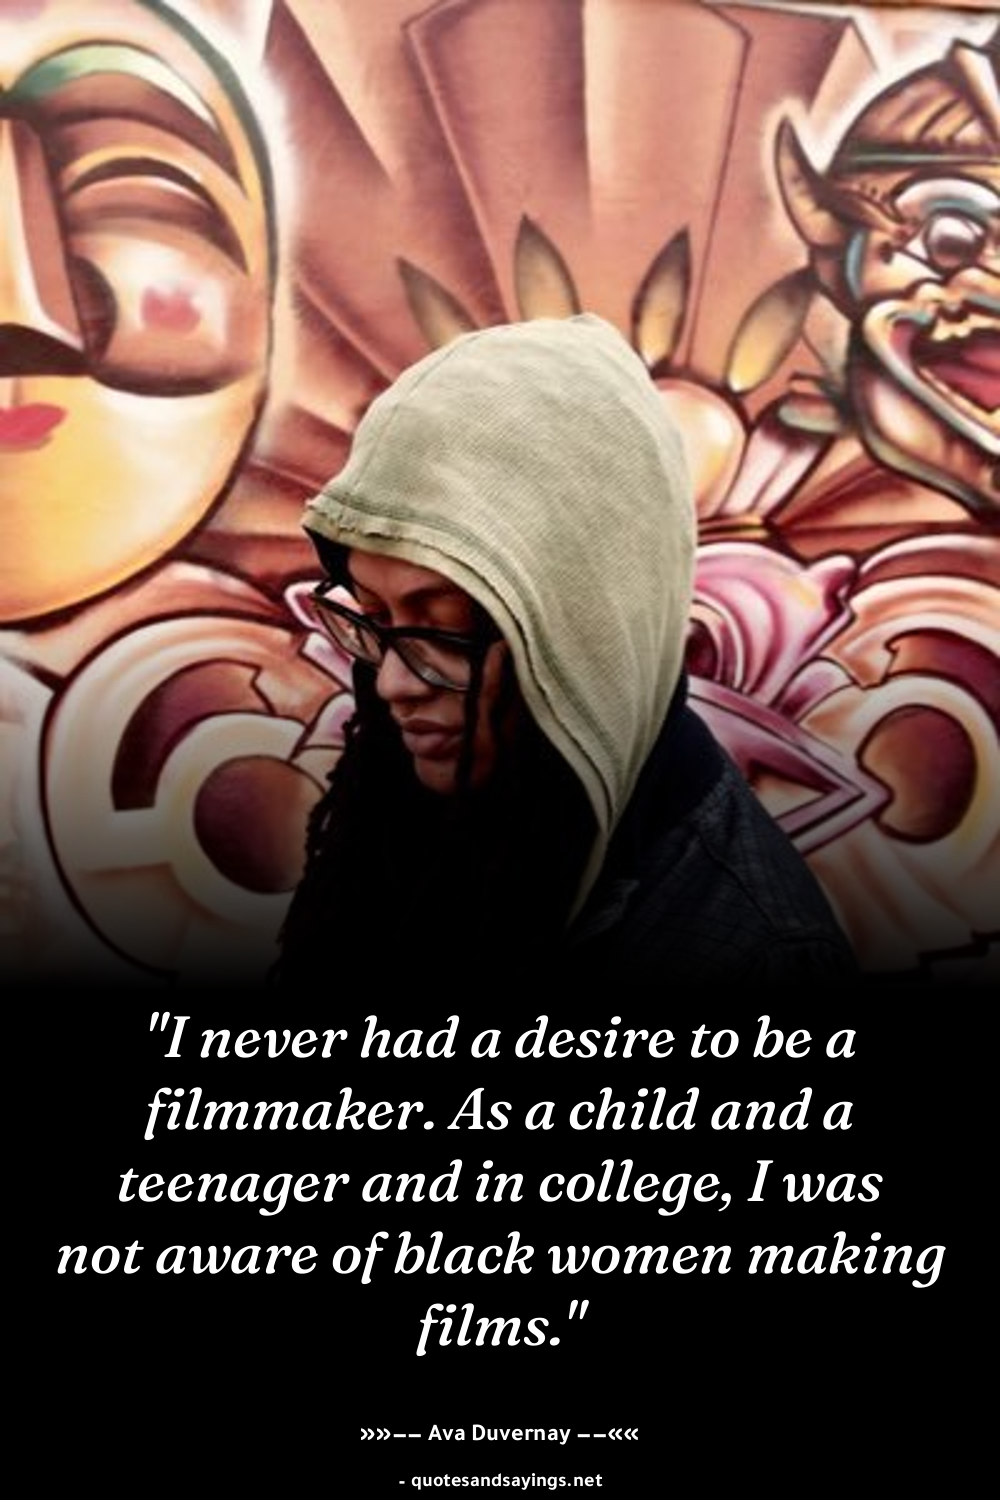 "I never had a desire to be a
filmmaker. As a child and a
teenager and in college, I was
not aware of black women making
films."
»»−− Ava Duvernay −−««
- quotesandsayings.net